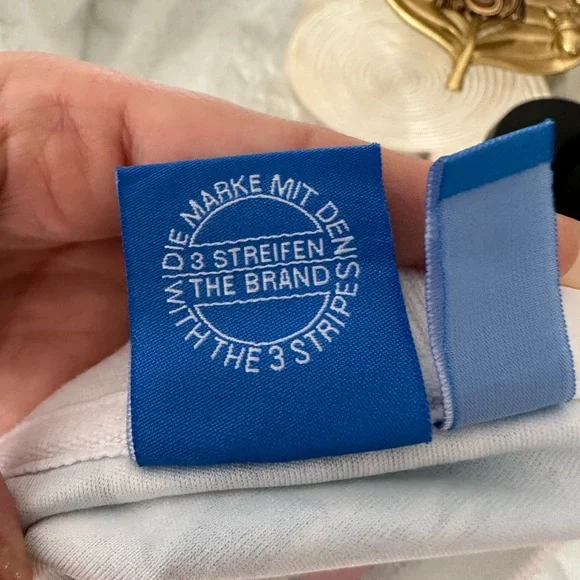 DIE MARKE MIT DEN
3 STREIFEN
THE BRAND
WITH THE 3 STRIPES